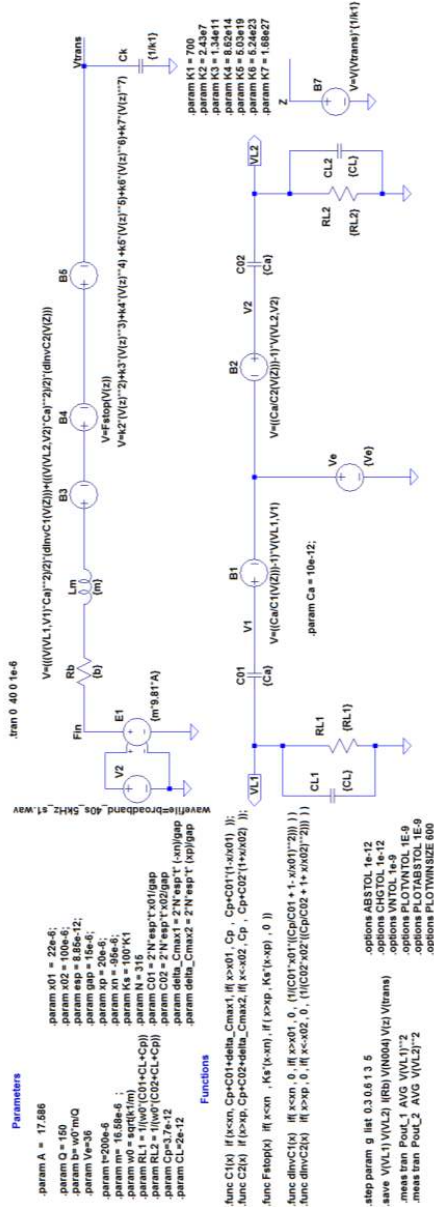 Parameters
.param A = 17.586
.param Q = 150
.param b= w0*m/Q
.param Ve=36
.param t=200e-6
.param m= 16.58e-6 ;
.param w0 = sqrt(k1/m)
.param RL1 = 1/(w0*(C01+CL+Cp))
.param RL2 = 1/(w0*(C02+CL+Cp))
.param Cp=3.7e-12
.param CL=2e-12
.param x01 = 22e-6;
.param x02 = 100e-6;
.param esp = 8.85e-12;
.param gap = 15e-6;
.param xp = 20e-6;
.param xn = -95e-6;
.param Ks = 100*K1
.param N = 315
.param C01 = 2*N*esp*t*x01/gap
.param C02 = 2*N*esp*t*x02/gap
.param delta_Cmax1 = 2*N*esp*t* (-xn)/gap
.param delta_Cmax2 = 2*N*esp*t* (xp)/gap
wavefile=broadband_40s_5kHz_s1.wav
.tran 0 40 0 1e-6
V2
E1
{m*9.81*A}
Fin
Rb
{b}
Lm
{m}
B3
V=(((V(VL1,V1)*Ca)**2)/2)*(dInvC1(V(Z)))+(((V(VL2,V2)*Ca)**2)/2)*(dInvC2(V(Z)))
B4
V=Fstop(V(z))
B5
V=k2*(V(z)**2)+k3*(V(z)**3)+k4*(V(z)**4) +k5*(V(z)**5)+k6*(V(z)**6)+k7*(V(z)**7)
Vtrans
Ck
{1/k1}
.param K1 = 700
.param K2 = 2.43e7
.param K3 = 1.34e11
.param K4 = 8.62e14
.param K5 = 5.03e19
.param K6 = 5.24e23
.param K7 = 1.68e27
Z
B7
V=V(Vtrans)*(1/k1)
Functions
.func C1(x) if (x<xn, Cp+C01+delta_Cmax1, if( x>x01 , Cp , Cp+C01*(1-x/x01) ));
.func C2(x) if (x>xp, Cp+C02+delta_Cmax2, if( x<-x02, Cp , Cp+C02*(1+x/x02) ));
.func Fstop(x) if( x<xn , Ks*(x-xn) , if ( x>xp , Ks*(x-xp) , 0 ))
.func dInvC1(x) if( x<xn , 0 , if( x>x01 , 0 , (1/(C01*x01*((Cp/C01 +1- x/x01)**2))) ) )
.func dInvC2(x) if( x>xp , 0 , if( x<-x02 , 0 , (1/(C02*x02*((Cp/C02 + 1+ x/x02)**2))) ) )
VL1
CL1
{CL}
RL1
{RL1}
C01
{Ca}
V1
B1
V=((Ca/C1(V(Z)))-1)*V(VL1,V1)
.param Ca = 10e-12;
Ve
{Ve}
B2
V=((Ca/C2(V(Z)))-1)*V(VL2,V2)
V2
C02
{Ca}
VL2
RL2
{RL2}
CL2
{CL}
.step param g list 0.3 0.6 1 3 5
.save V(VL1) V(VL2) I(Rb) V(N004) V(z) V(trans)
.meas tran Pout_1 AVG V(VL1)**2
.meas tran Pout_2 AVG V(VL2)**2
.options ABSTOL 1e-12
.options CHGTOL 1e-12
.options VNTOL 1e-9
.options PLOTVNTOL 1E-9
.options PLOTABSTOL 1E-9
.options PLOTWINSIZE 600